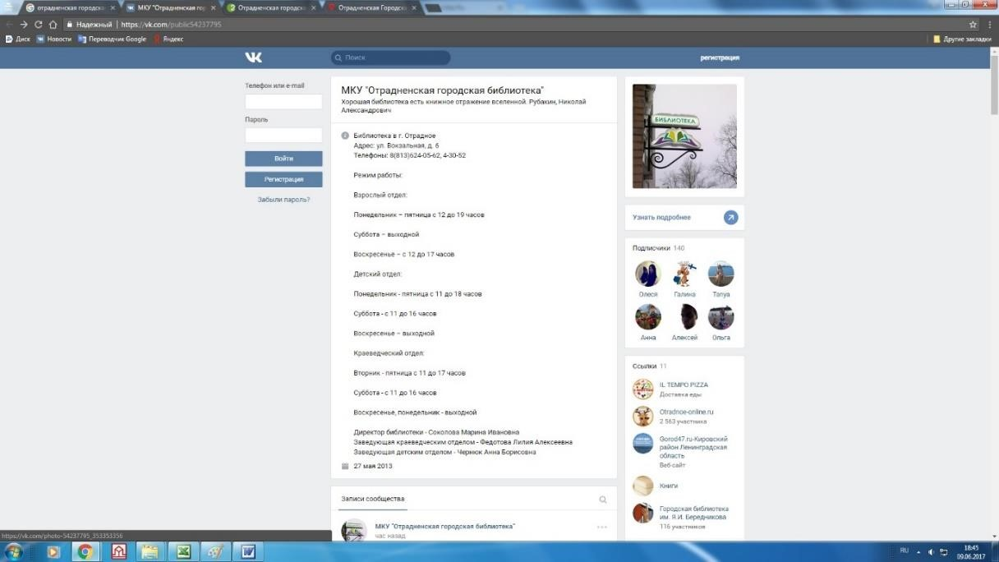 отрадненская городска
МКУ "Отрадненская гор
Отрадненская городска
Отрадненская Городска
Надежный | https://vk.com/public54237795
Диск
Новости
Переводчик Google
Яндекс
Другие закладки
Поиск
регистрация
Телефон или e-mail
Пароль
Войти
Регистрация
Забыли пароль?
МКУ "Отрадненская городская библиотека"
Хорошая библиотека есть книжное отражение вселенной. Рубакин, Николай
Александрович
Библиотека в г. Отрадное
Адрес: ул. Вокзальная, д. 6
Телефоны: 8(813)624-05-62, 4-30-52
Режим работы:
Взрослый отдел:
Понедельник – пятница с 12 до 19 часов
Суббота – выходной
Воскресенье – с 12 до 17 часов
Детский отдел:
Понедельник - пятница с 11 до 18 часов
Суббота - с 11 до 16 часов
Воскресенье – выходной
Краеведческий отдел:
Вторник - пятница с 11 до 17 часов
Суббота - с 11 до 16 часов
Воскресенье, понедельник - выходной
Директор библиотеки - Соколова Марина Ивановна
Заведующая краеведческим отделом - Федотова Лилия Алексеевна
Заведующая детским отделом - Чернюк Анна Борисовна
27 мая 2013
Записи сообщества
МКУ "Отрадненская городская библиотека"
час назад
БИБЛИОТЕКА
Узнать подробнее
Подписчики 140
Олеся
Галина
Tanya
Анна
Алексей
Ольга
Ссылки 11
IL TEMPO PIZZA
Доставка еды
Otradnoe-online.ru
2 563 участника
Gorod47.ru-Кировский
район Ленинградская
область
Веб-сайт
Книги
Городская библиотека
им. Я.И. Бередникова
116 участников
https://vk.com/photo-54237795_353353356
RU
18:45
09.06.2017